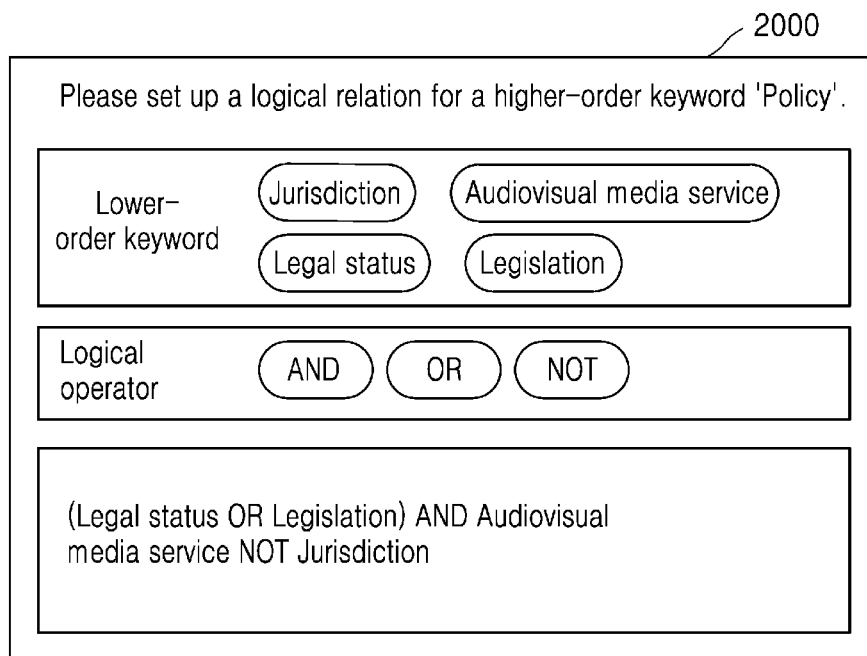 2000
Please set up a logical relation for a higher-order keyword 'Policy'.
Lower-
order keyword
Jurisdiction
Audiovisual media service
Legal status
Legislation
Logical
operator
AND
OR
NOT
(Legal status OR Legislation) AND Audiovisual
media service NOT Jurisdiction